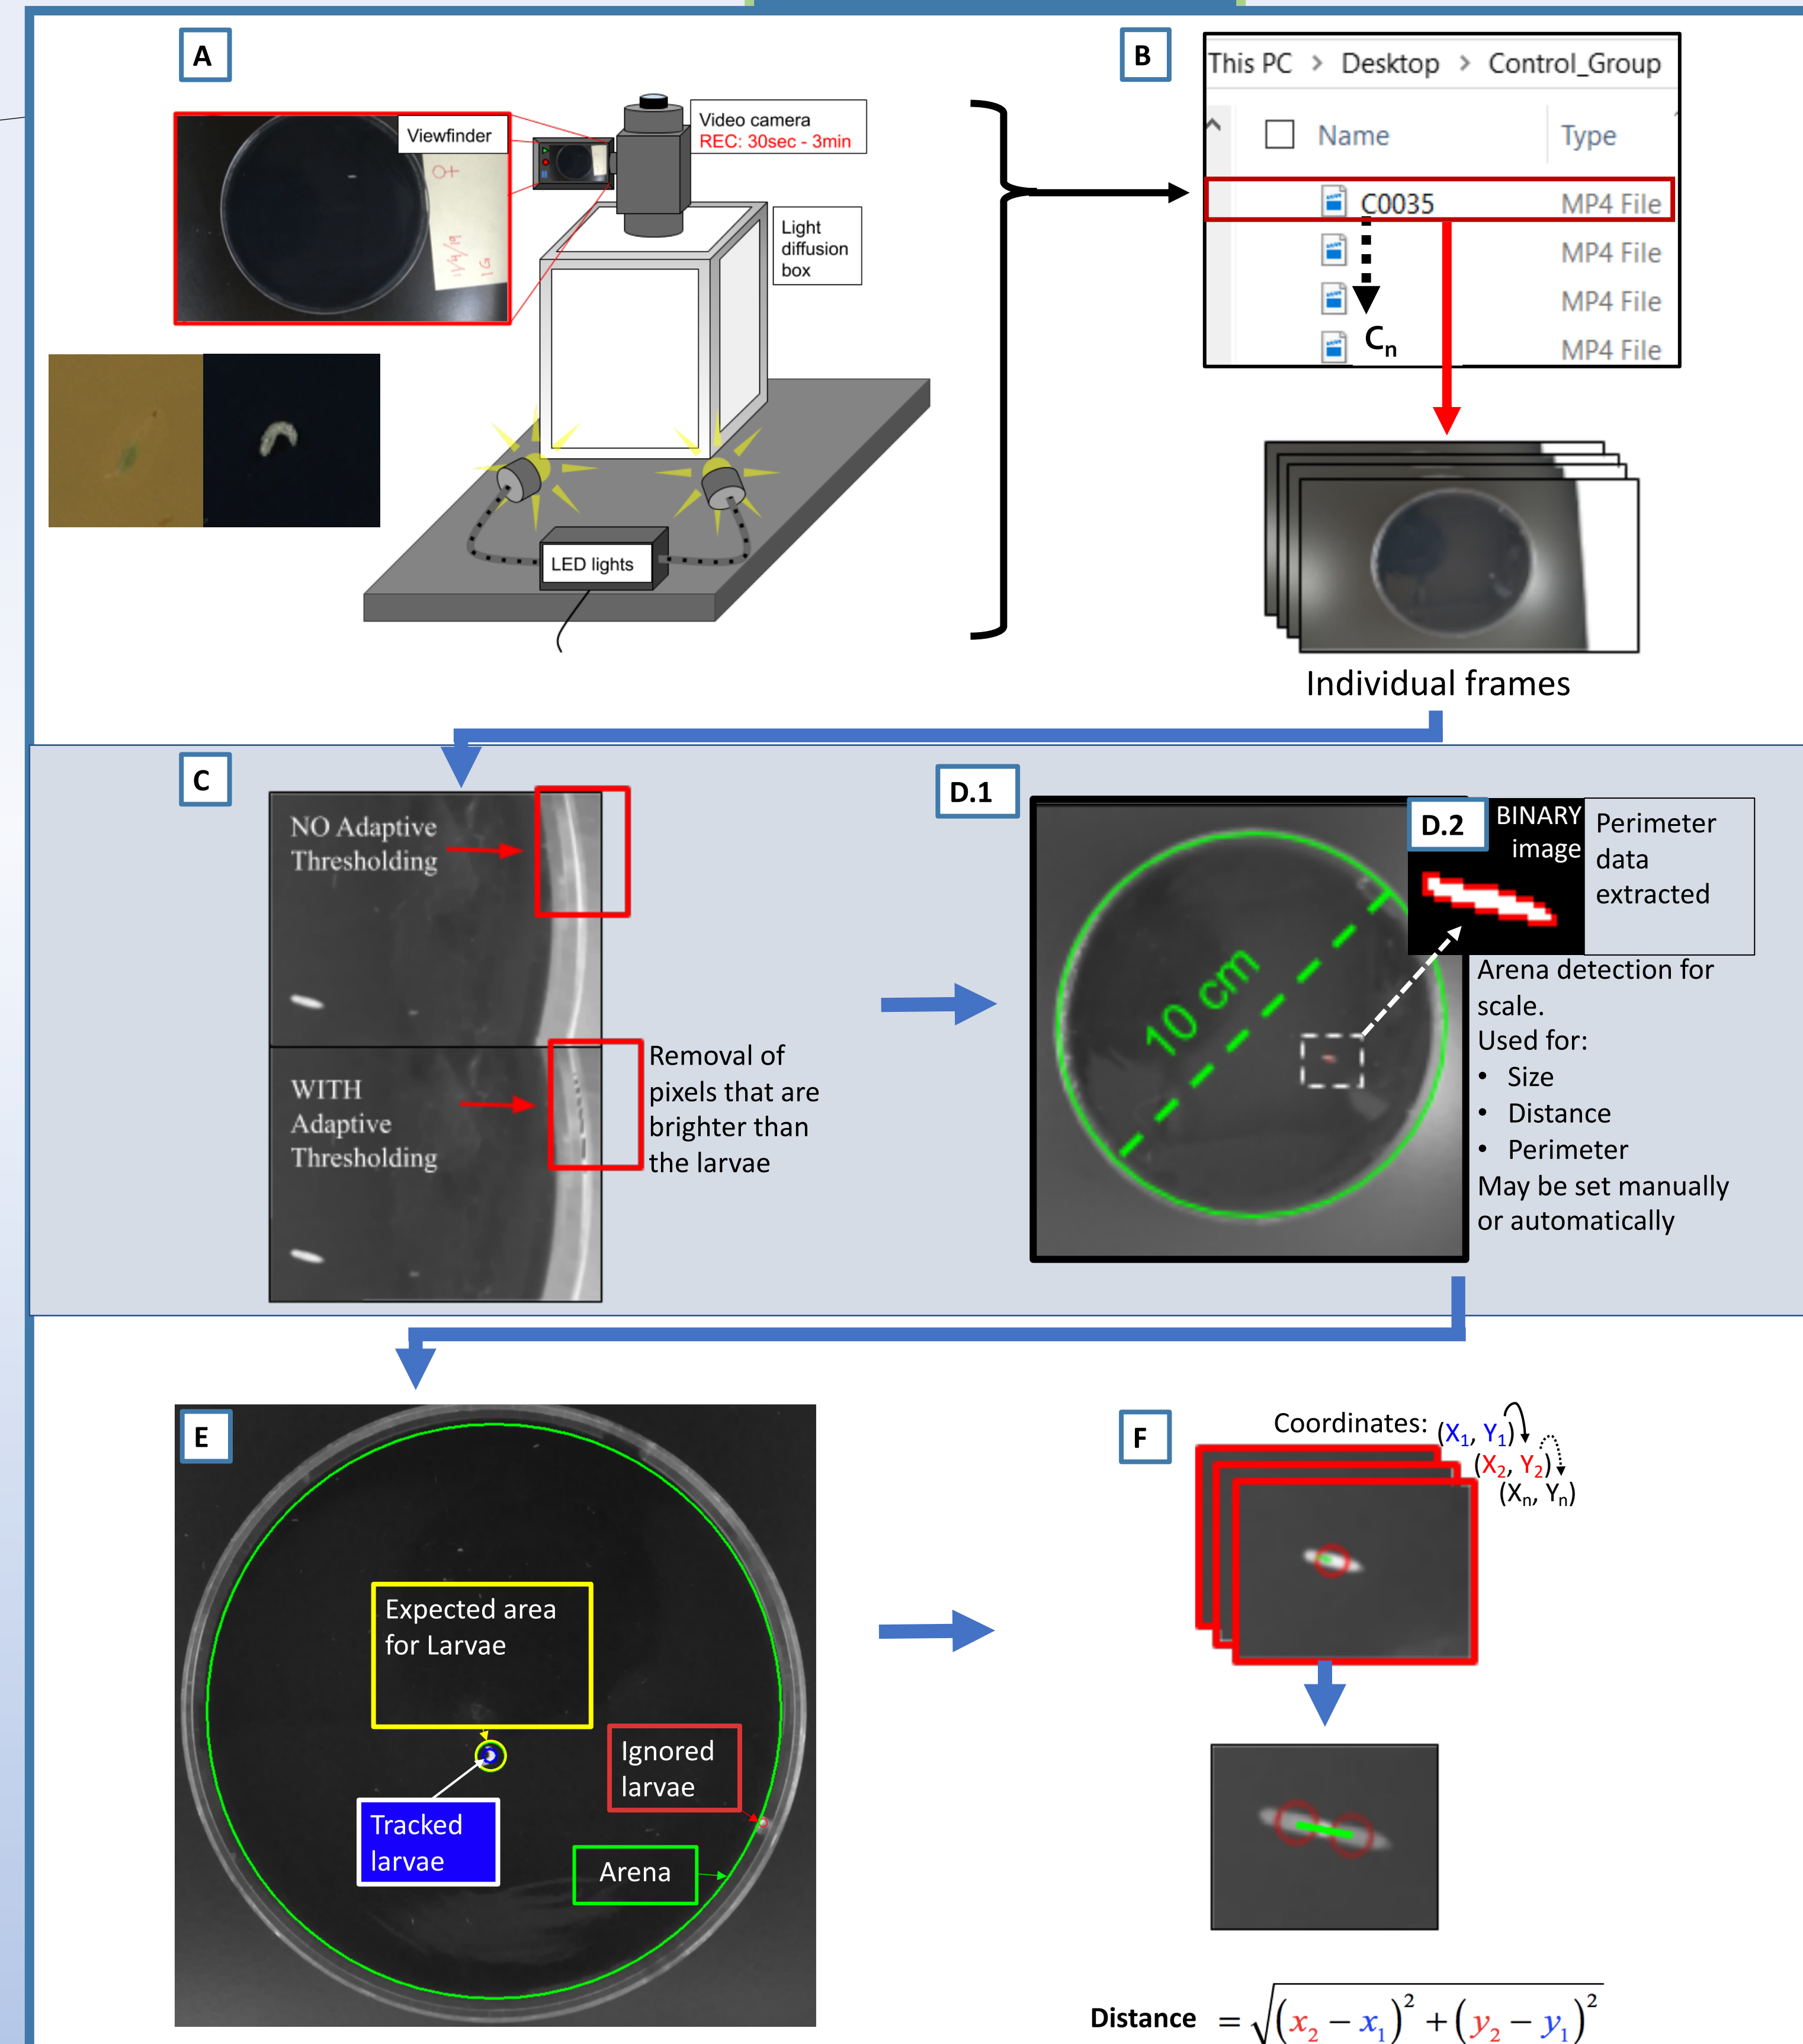 A
Viewfinder
♀
11/9/19
1G
Video camera
REC: 30sec - 3min
Light
diffusion
box
LED lights
B
This PC > Desktop > Control_Group
Name
Type
C0035
MP4 File
MP4 File
MP4 File
Cn
MP4 File
Individual frames
C
NO Adaptive
Thresholding
WITH
Adaptive
Thresholding
Removal of
pixels that are
brighter than
the larvae
D.1
10 cm
D.2
BINARY
image
Perimeter
data
extracted
Arena detection for
scale.
Used for:
• Size
• Distance
• Perimeter
May be set manually
or automatically
E
Expected area
for Larvae
Tracked
larvae
Ignored
larvae
Arena
F
Coordinates: (X1, Y1)
(X2, Y2)
(Xn, Yn)
Distance = √(x2 − x1)² + (y2 − y1)²